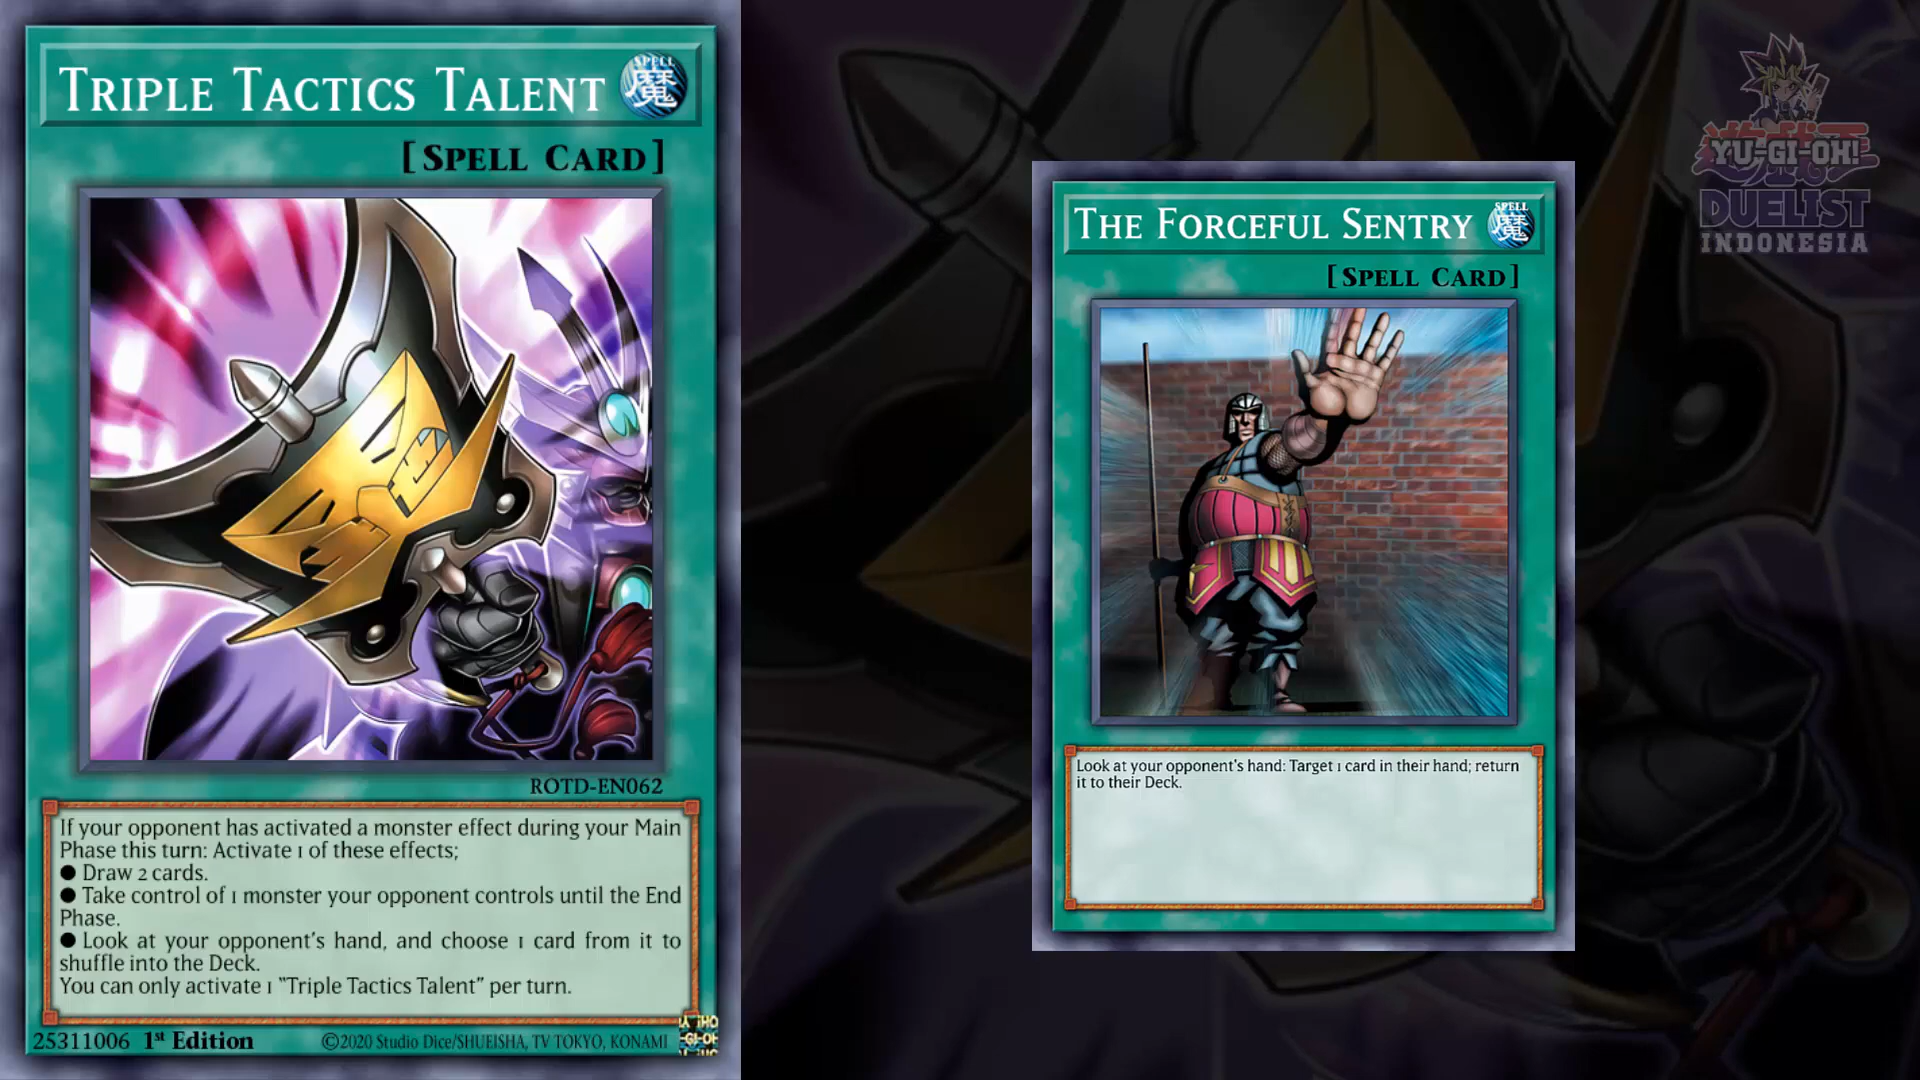 TRIPLE TACTICS TALENT
SPELL
魔
[SPELL CARD]
ROTD-EN062
If your opponent has activated a monster effect during your Main
Phase this turn: Activate 1 of these effects;
● Draw 2 cards.
● Take control of 1 monster your opponent controls until the End
Phase.
● Look at your opponent's hand, and choose 1 card from it to
shuffle into the Deck.
You can only activate 1 "Triple Tactics Talent" per turn.
25311006 1st Edition ©2020 Studio Dice/SHUEISHA, TV TOKYO, KONAMI
THE FORCEFUL SENTRY
SPELL
魔
[SPELL CARD]
Look at your opponent's hand: Target 1 card in their hand; return
it to their Deck.
遊戯王
YU-GI-OH!
DUELIST
INDONESIA